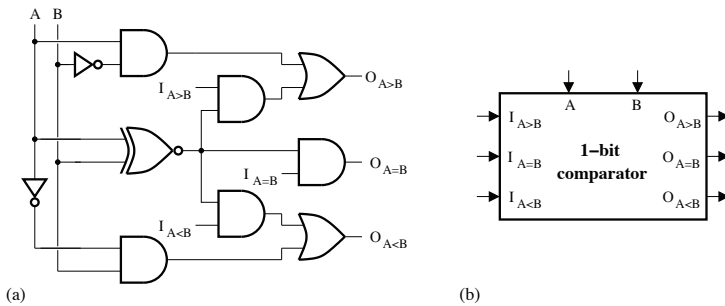 A B
I A>B
O A>B
I A=B
O A=B
I A<B
O A<B
(a)
A B
I A>B
O A>B
1-bit
comparator
I A=B
O A=B
I A<B
O A<B
(b)